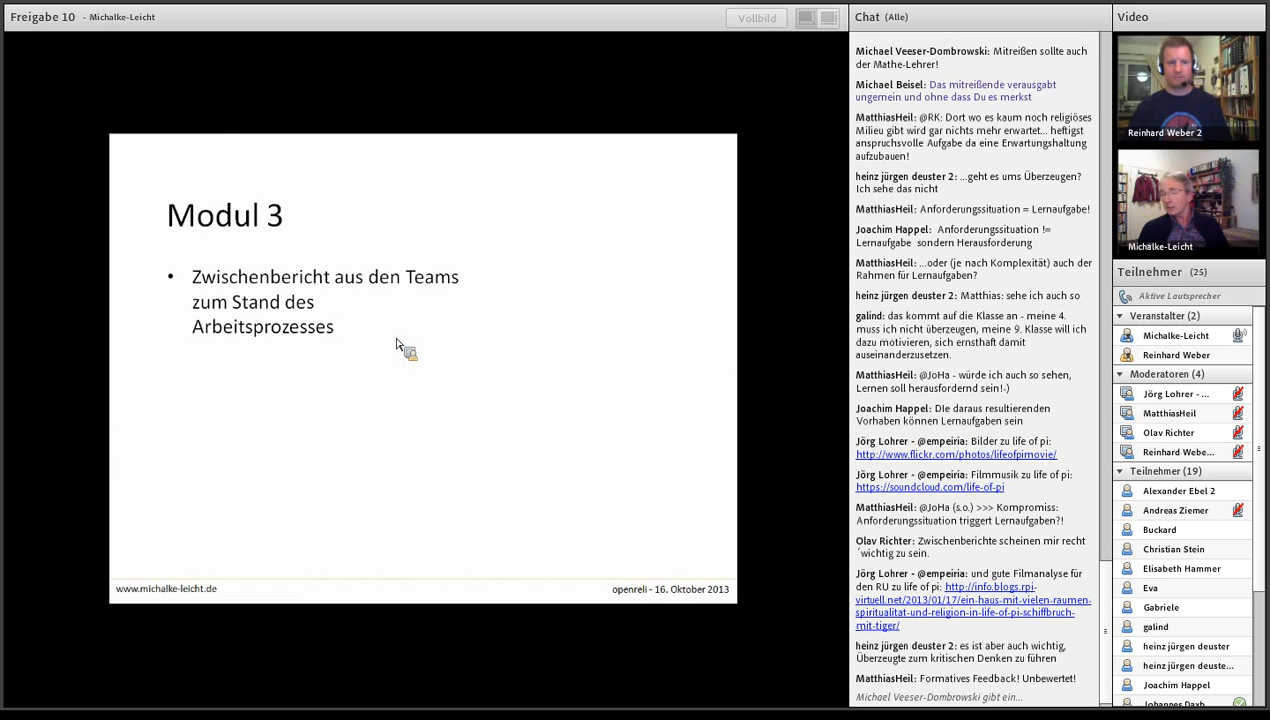 Freigabe 10 - Michalke-Leicht
Vollbild
Modul 3
• Zwischenbericht aus den Teams
zum Stand des
Arbeitsprozesses
www.michalke-leicht.de
openreli - 16. Oktober 2013
Chat (Alle)
Michael Veeser-Dombrowski: Mitreißen sollte auch
der Mathe-Lehrer!
Michael Beisel: Das mitreißende verausgabt
ungemein und ohne dass Du es merkst
MatthiasHeil: @RK: Dort wo es kaum noch religiöses
Milieu gibt wird gar nichts mehr erwartet... heftigst
anspruchsvolle Aufgabe da eine Erwartungshaltung
aufzubauen!
heinz jürgen deuster 2: ...geht es ums Überzeugen?
Ich sehe das nicht
MatthiasHeil: Anforderungssituation = Lernaufgabe!
Joachim Happel: Anforderungssituation !=
Lernaufgabe sondern Herausforderung
MatthiasHeil: ...oder (je nach Komplexität) auch der
Rahmen für Lernaufgaben?
heinz jürgen deuster 2: Matthias: sehe ich auch so
galind: das kommt auf die Klasse an - meine 4.
muss ich nicht überzeugen, meine 9. Klasse will ich
dazu motivieren, sich ernsthaft damit
auseinanderzusetzen.
MatthiasHeil: @JoHa - würde ich auch so sehen,
Lernen soll herausfordernd sein!-)
Joachim Happel: DIe daraus resultierenden
Vorhaben können Lernaufgaben sein
Jörg Lohrer - @empeiria: Bilder zu life of pi:
http://www.flickr.com/photos/lifeofpimovie/
Jörg Lohrer - @empeiria: Filmmusik zu life of pi:
https://soundcloud.com/life-of-pi
MatthiasHeil: @JoHa (s.o.) >>> Kompromiss:
Anforderungssituation triggert Lernaufgaben?!
Olav Richter: Zwischenberichte scheinen mir recht
´wichtig zu sein.
Jörg Lohrer - @empeiria: und gute Filmanalyse für
den RU zu life of pi: http://info.blogs.rpi-
virtuell.net/2013/01/17/ein-haus-mit-vielen-raumen-
spiritualitat-und-religion-in-life-of-pi-schiffbruch-
mit-tiger/
heinz jürgen deuster 2: es ist aber auch wichtig,
Überzeugte zum kritischen Denken zu führen
MatthiasHeil: Formatives Feedback! Unbewertet!
Michael Veeser-Dombrowski gibt ein...
Video
Reinhard Weber 2
Michalke-Leicht
Teilnehmer (25)
Aktive Lautsprecher
Veranstalter (2)
Michalke-Leicht
Reinhard Weber
Moderatoren (4)
Jörg Lohrer - ...
MatthiasHeil
Olav Richter
Reinhard Webe...
Teilnehmer (19)
Alexander Ebel 2
Andreas Ziemer
Buckard
Christian Stein
Elisabeth Hammer
Eva
Gabriele
galind
heinz jürgen deuster
heinz jürgen deuste...
Joachim Happel